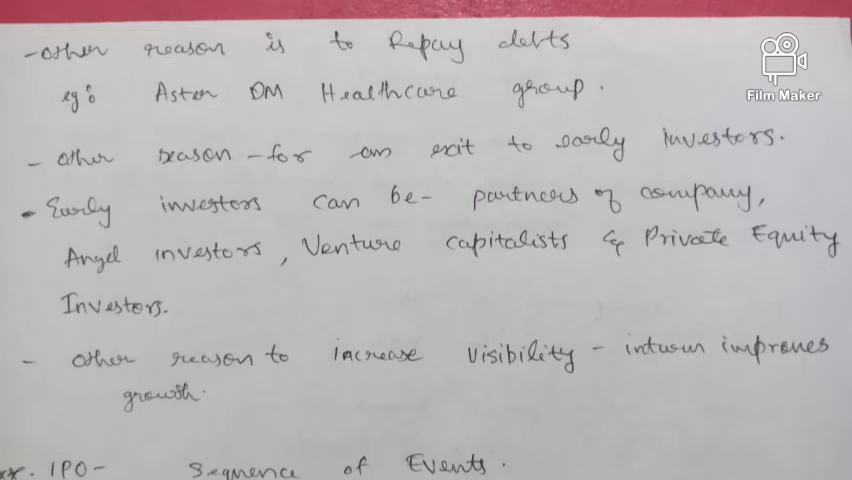 - other reason is to Repay debts
Film Maker
eg: Aster DM Healthcare group.
- other reason - for an exit to early investors.
- Early investors can be - partners of company,
Angel investors, Venture capitalists & Private Equity
Investors.
- other reason to increase visibility - inturn improves
growth.
**. IPO - Sequence of Events.